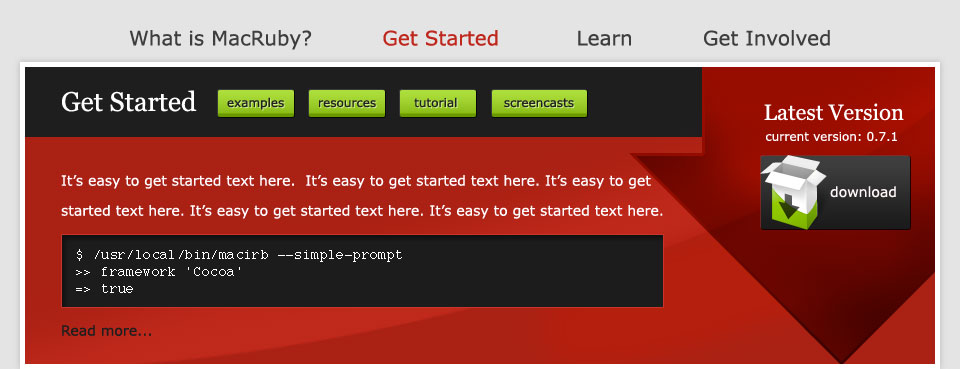 What is MacRuby? Get Started Learn Get Involved
Get Started examples resources tutorial screencasts
Latest Version
current version: 0.7.1
download
It’s easy to get started text here.  It’s easy to get started text here. It’s easy to get
started text here. It’s easy to get started text here. It’s easy to get started text here.
$ /usr/local/bin/macirb --simple-prompt
>> framework 'Cocoa'
=> true
Read more...